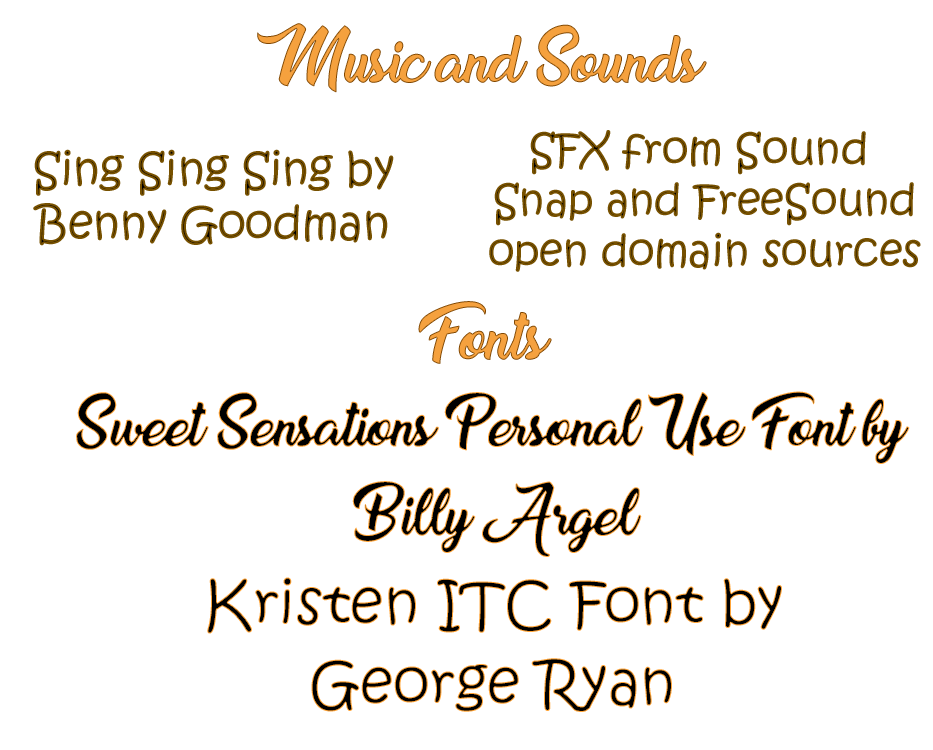 Music and Sounds
Sing Sing Sing by
Benny Goodman
SFX from Sound
Snap and FreeSound
open domain sources
Fonts
Sweet Sensations Personal Use Font by
Billy Argel
Kristen ITC Font by
George Ryan